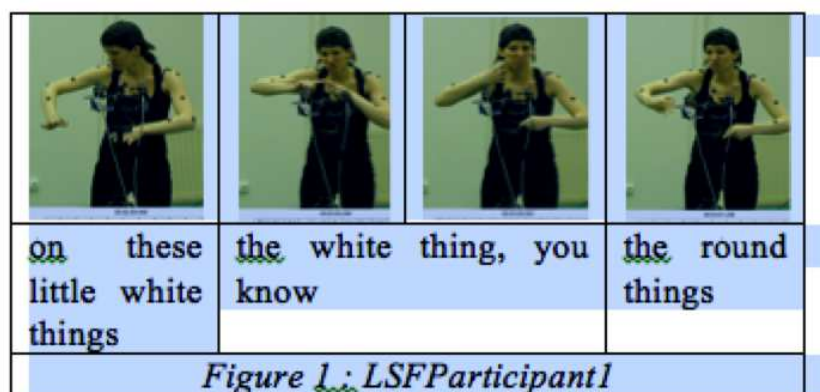 on these
little white
things
the white thing, you
know
the round
things
Figure 1 : LSFParticipant1